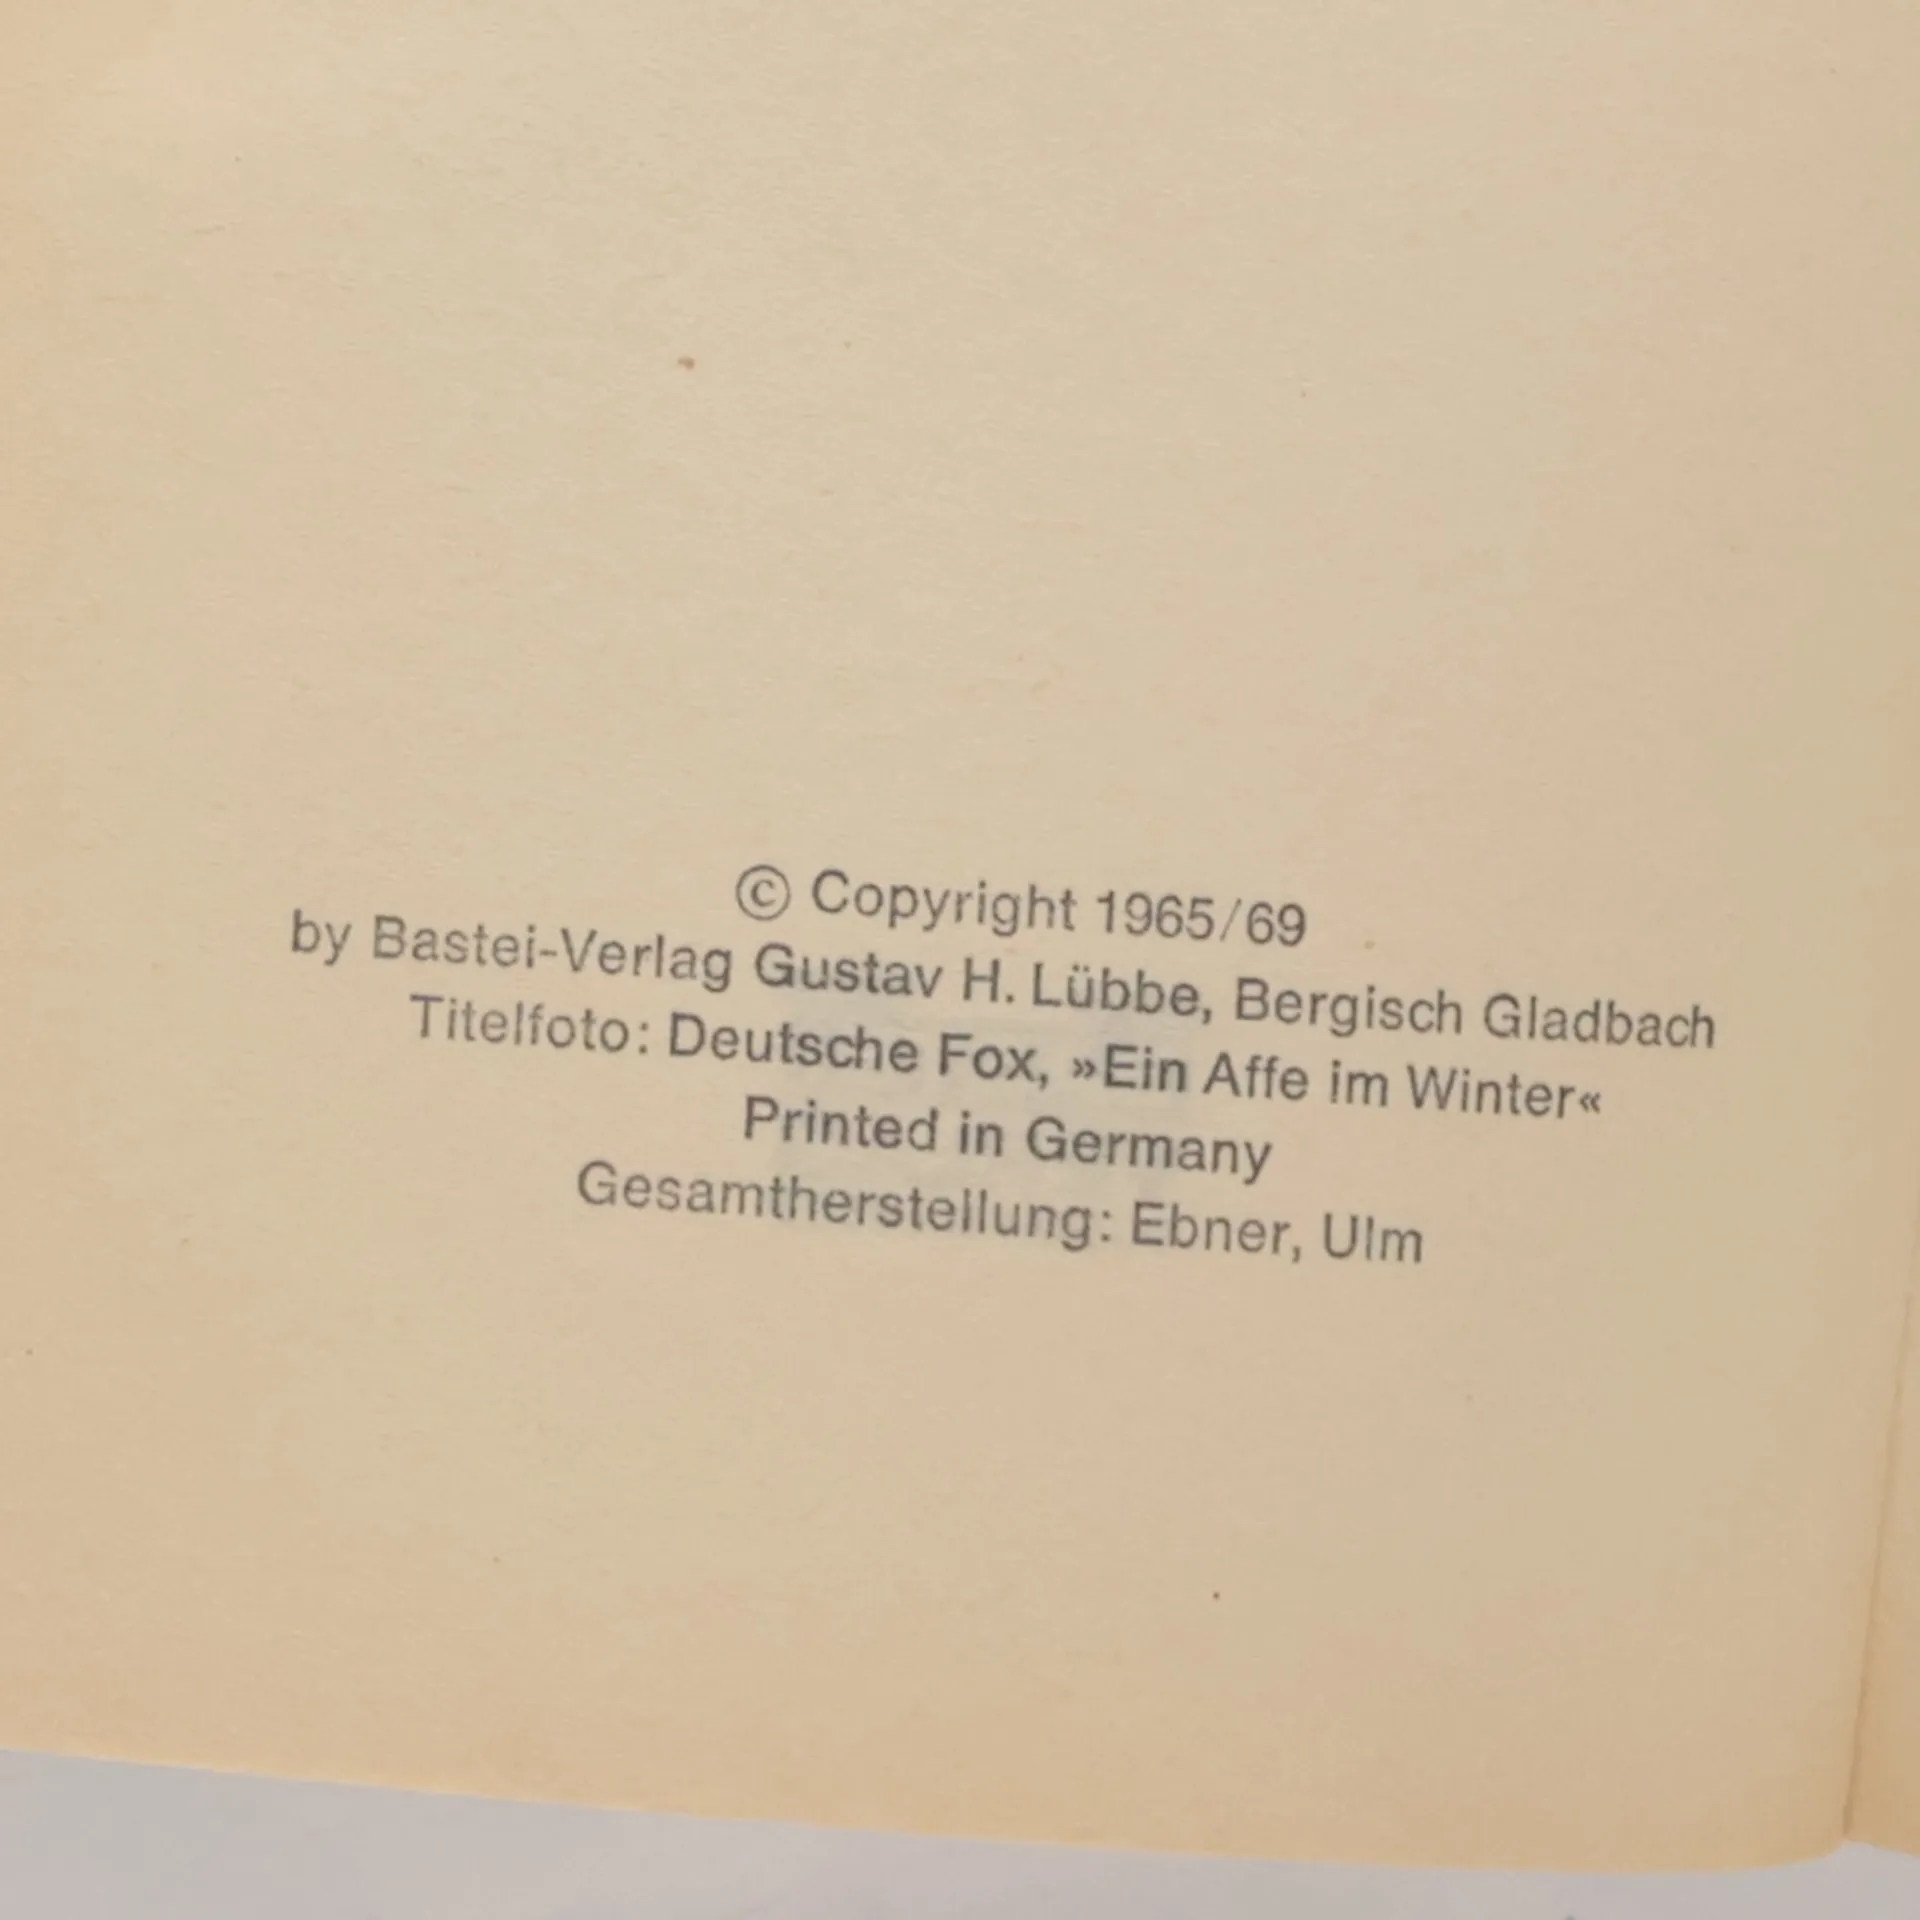 © Copyright 1965/69
by Bastei-Verlag Gustav H. Lübbe, Bergisch Gladbach
Titelfoto: Deutsche Fox, »Ein Affe im Winter«
Printed in Germany
Gesamtherstellung: Ebner, Ulm